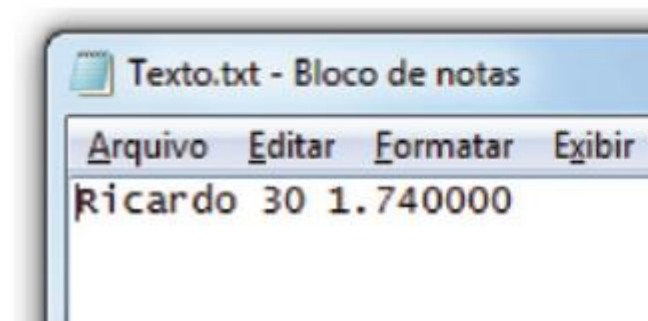 Texto.txt - Bloco de notas
Arquivo Editar Formatar Exibir
Ricardo 30 1.740000